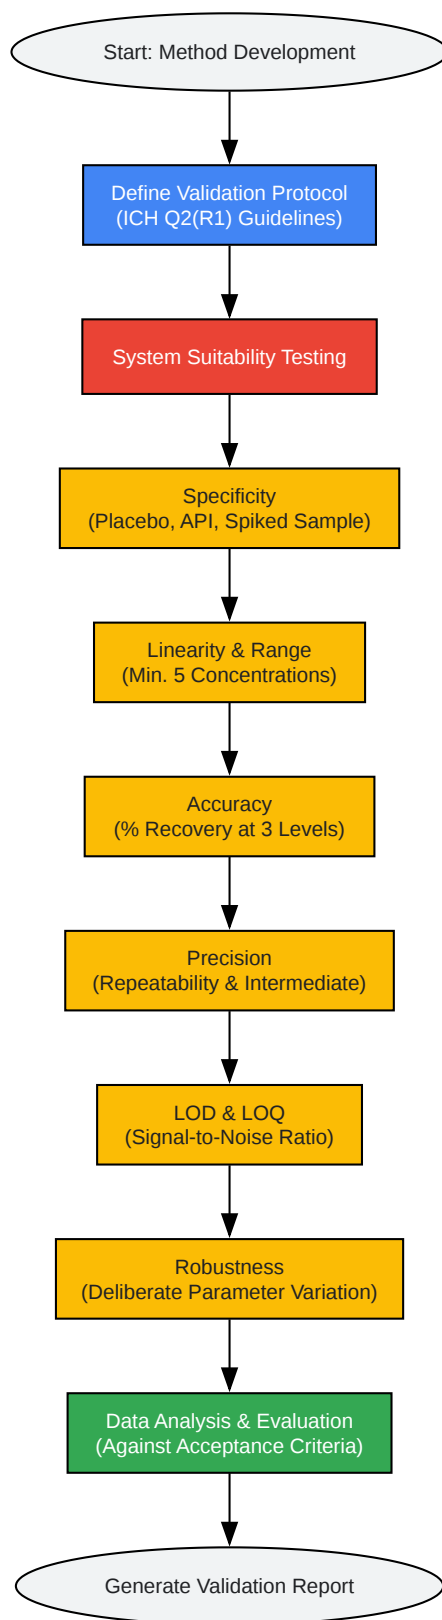 Start: Method Development
Define Validation Protocol
(ICH Q2(R1) Guidelines)
System Suitability Testing
Specificity
(Placebo, API, Spiked Sample)
Linearity & Range
(Min. 5 Concentrations)
Accuracy
(% Recovery at 3 Levels)
Precision
(Repeatability & Intermediate)
LOD & LOQ
(Signal-to-Noise Ratio)
Robustness
(Deliberate Parameter Variation)
Data Analysis & Evaluation
(Against Acceptance Criteria)
Generate Validation Report